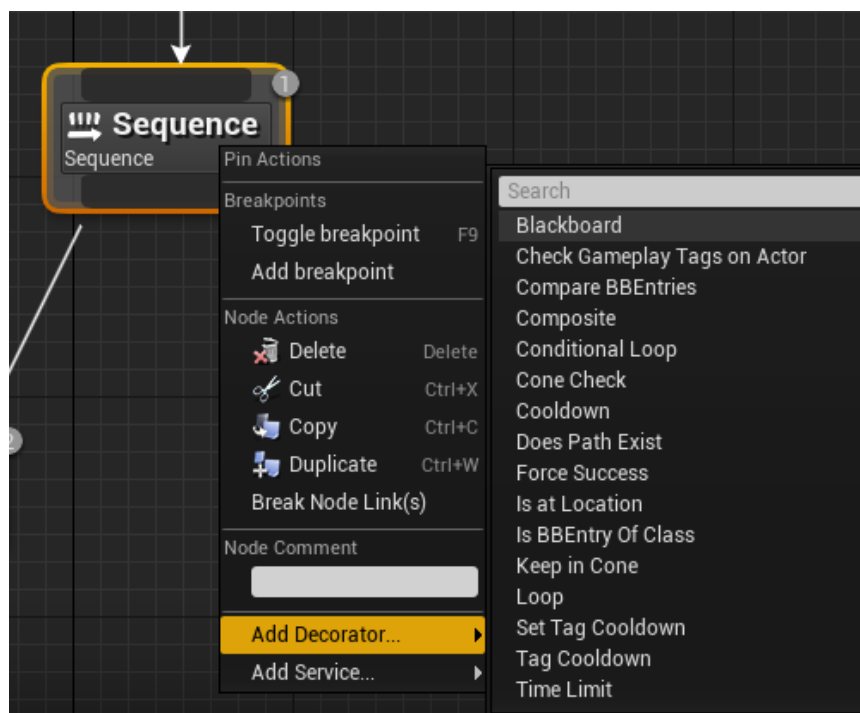 1
Sequence
Sequence
2
Pin Actions
Breakpoints
Toggle breakpoint F9
Add breakpoint
Node Actions
Delete Delete
Cut Ctrl+X
Copy Ctrl+C
Duplicate Ctrl+W
Break Node Link(s)
Node Comment
Add Decorator...
Add Service...
Search
Blackboard
Check Gameplay Tags on Actor
Compare BBEntries
Composite
Conditional Loop
Cone Check
Cooldown
Does Path Exist
Force Success
Is at Location
Is BBEntry Of Class
Keep in Cone
Loop
Set Tag Cooldown
Tag Cooldown
Time Limit